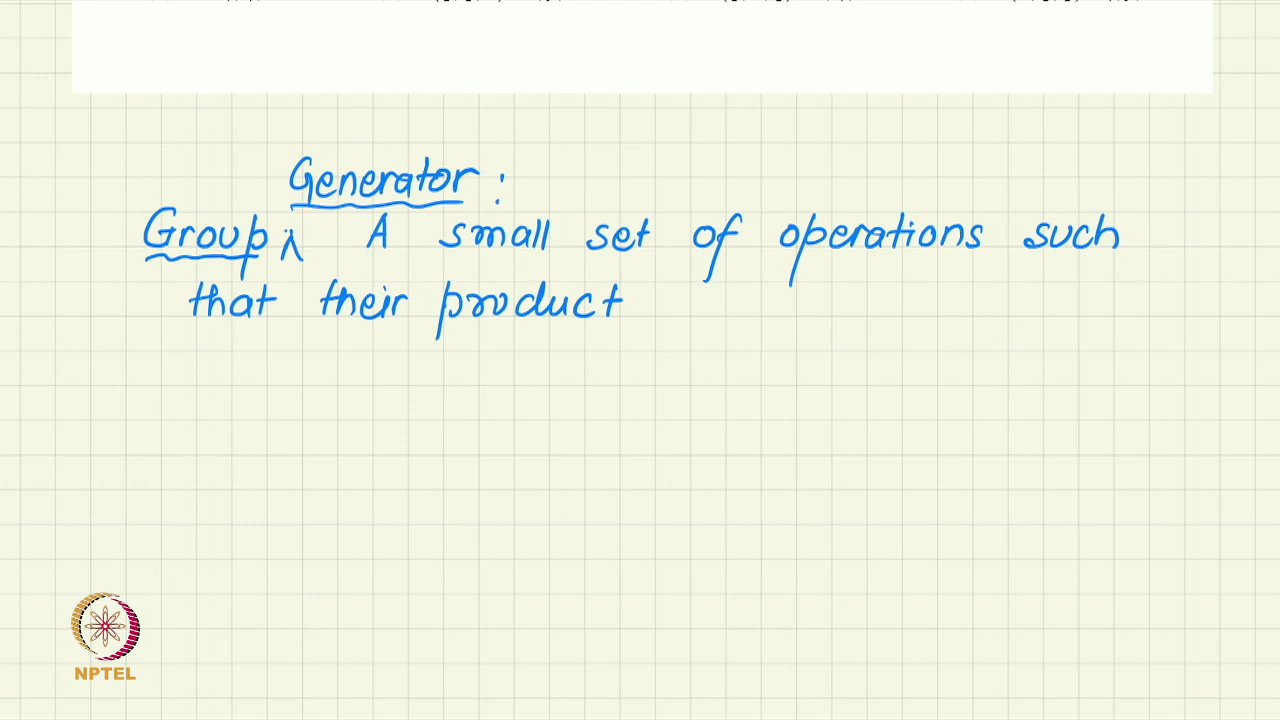 Generator :
Group A small set of operations such
that their product
NPTEL